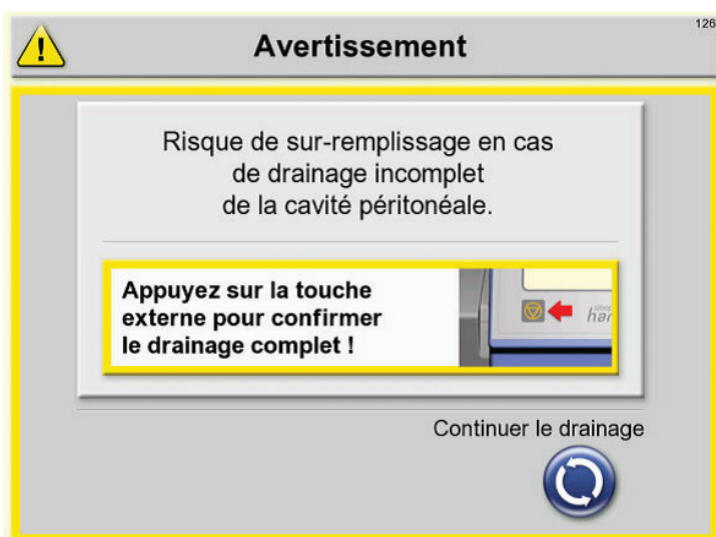 126
Avertissement
Risque de sur-remplissage en cas
de drainage incomplet
de la cavité péritonéale.
Appuyez sur la touche
externe pour confirmer
le drainage complet !
Continuer le drainage